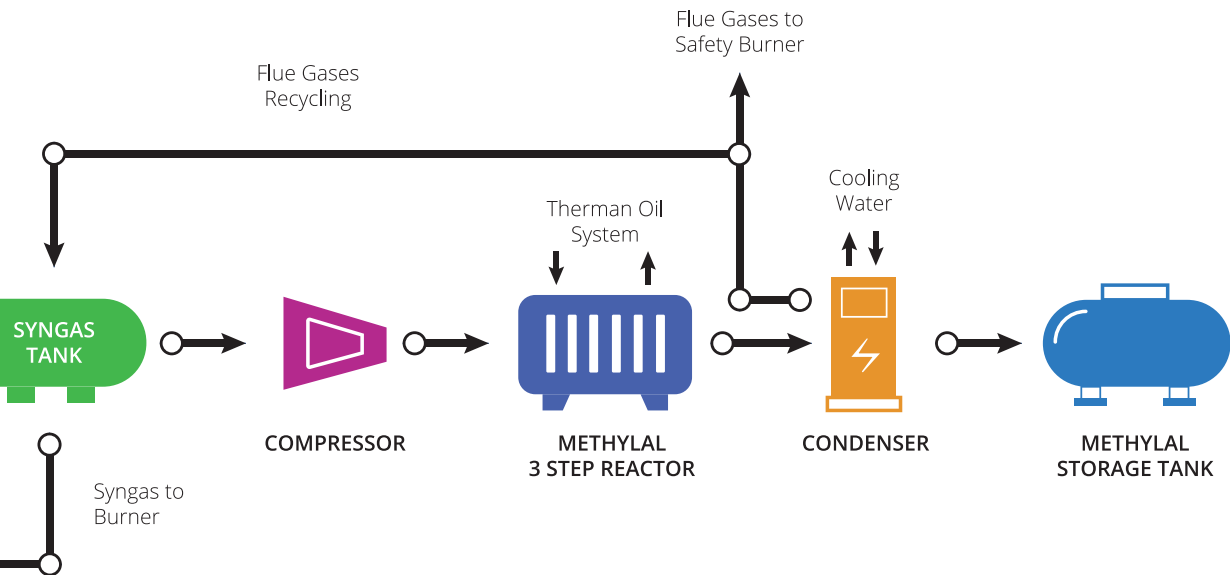 Flue Gases to
Safety Burner
Flue Gases
Recycling
Cooling
Water
Therman Oil
System
SYNGAS
TANK
COMPRESSOR
METHYLAL
3 STEP REACTOR
CONDENSER
METHYLAL
STORAGE TANK
Syngas to
Burner